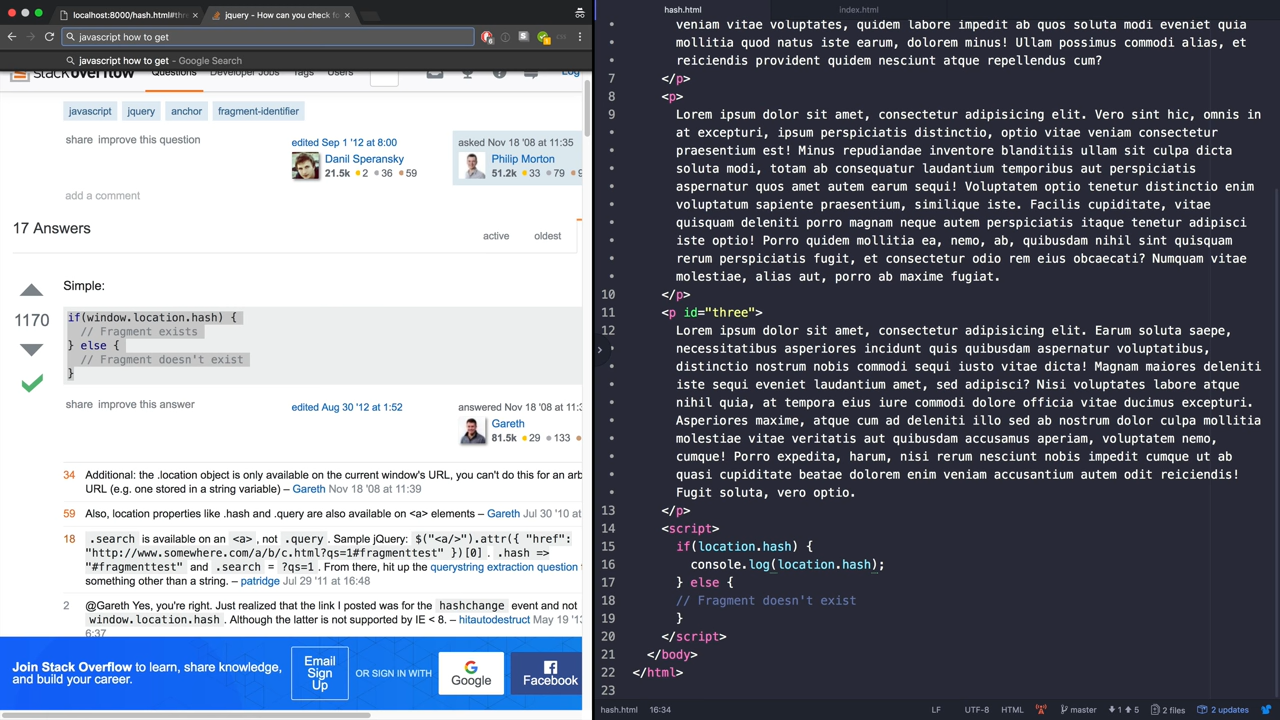 localhost:8000/hash.html#thre
jquery - How can you check fo
javascript how to get
javascript how to get - Google Search
stackoverflow
Questions
Developer Jobs
Tags
Users
Log
javascript
jquery
anchor
fragment-identifier
share improve this question
edited Sep 1 '12 at 8:00
Danil Speransky
21.5k 2 36 59
asked Nov 18 '08 at 11:35
Philip Morton
51.2k 33 79 9
add a comment
17 Answers
active
oldest
Simple:
1170
if(window.location.hash) {
// Fragment exists
} else {
// Fragment doesn't exist
}
share improve this answer
edited Aug 30 '12 at 1:52
answered Nov 18 '08 at 11:3
Gareth
81.5k 29 133
34 Additional: the .location object is only available on the current window's URL, you can't do this for an arb
URL (e.g. one stored in a string variable) – Gareth Nov 18 '08 at 11:39
59 Also, location properties like .hash and .query are also available on <a> elements – Gareth Jul 30 '10 at
18 .search is available on an <a>, not .query. Sample jQuery: $("<a/>").attr({ "href":
"http://www.somewhere.com/a/b/c.html?qs=1#fragmenttest" })[0]. .hash =>
"#fragmenttest" and .search = ?qs=1. From there, hit up the querystring extraction question
something other than a string. – patridge Jul 29 '11 at 16:48
2 @Gareth Yes, you're right. Just realized that the link I posted was for the hashchange event and not
window.location.hash. Although the latter is not supported by IE < 8. – hitautodestruct May 19 '13
6:37
Join Stack Overflow to learn, share knowledge,
and build your career.
Email
Sign
Up
OR SIGN IN WITH
Google
Facebook
hash.html
index.html
veniam vitae voluptates, quidem labore impedit ab quos soluta modi eveniet quia
mollitia quod natus iste earum, dolorem minus! Ullam possimus commodi alias, et
reiciendis provident quidem nesciunt atque repellendus cum?
7 </p>
8 <p>
9 Lorem ipsum dolor sit amet, consectetur adipisicing elit. Vero sint hic, omnis in
at excepturi, ipsum perspiciatis distinctio, optio vitae veniam consectetur
praesentium est! Minus repudiandae inventore blanditiis ullam sit culpa dicta
soluta modi, totam ab consequatur laudantium temporibus aut perspiciatis
aspernatur quos amet autem earum sequi! Voluptatem optio tenetur distinctio enim
voluptatum sapiente praesentium, similique iste. Facilis cupiditate, vitae
quisquam deleniti porro magnam neque autem perspiciatis itaque tenetur adipisci
iste optio! Porro quidem mollitia ea, nemo, ab, quibusdam nihil sint quisquam
rerum perspiciatis fugit, et consectetur odio rem eius obcaecati? Numquam vitae
molestiae, alias aut, porro ab maxime fugiat.
10 </p>
11 <p id="three">
12 Lorem ipsum dolor sit amet, consectetur adipisicing elit. Earum soluta saepe,
necessitatibus asperiores incidunt quis quibusdam aspernatur voluptatibus,
distinctio nostrum nobis commodi sequi iusto vitae dicta! Magnam maiores deleniti
iste sequi eveniet laudantium amet, sed adipisci? Nisi voluptates labore atque
nihil quia, at tempora eius iure commodi dolore officia vitae ducimus excepturi.
Asperiores maxime, atque cum ad deleniti illo sed ab nostrum dolor culpa mollitia
molestiae vitae veritatis aut quibusdam accusamus aperiam, voluptatem nemo,
cumque! Porro expedita, harum, nisi rerum nesciunt nobis impedit cumque ut ab
quasi cupiditate beatae dolorem enim veniam accusantium autem odit reiciendis!
Fugit soluta, vero optio.
13 </p>
14 <script>
15 if(location.hash) {
16 console.log(location.hash);
17 } else {
18 // Fragment doesn't exist
19 }
20 </script>
21 </body>
22 </html>
23
hash.html 16:34
LF UTF-8 HTML master 1 5 2 files 2 updates